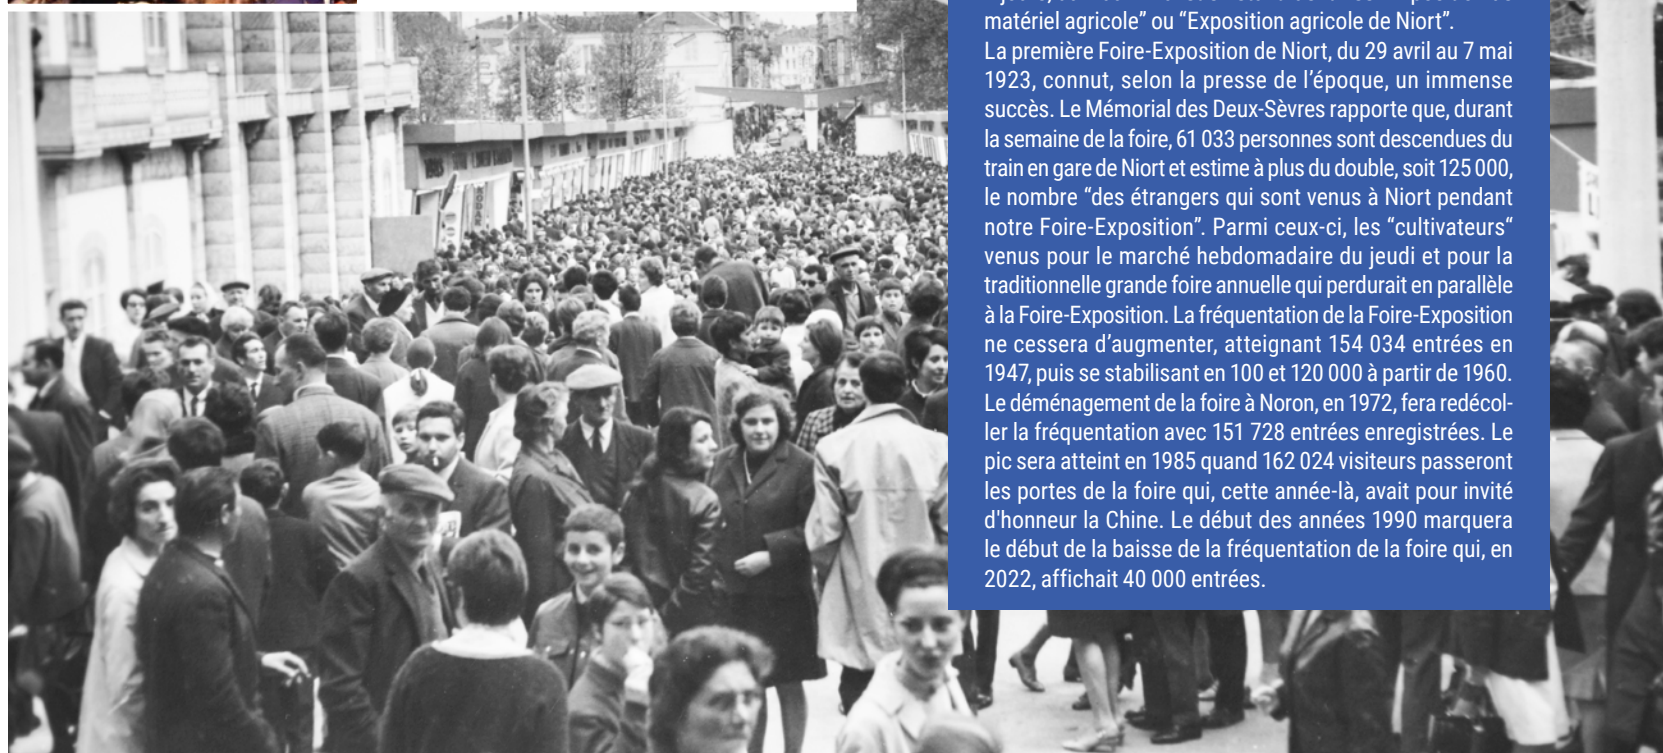 matériel agricole” ou “Exposition agricole de Niort”.
La première Foire-Exposition de Niort, du 29 avril au 7 mai
1923, connut, selon la presse de l’époque, un immense
succès. Le Mémorial des Deux-Sèvres rapporte que, durant
la semaine de la foire, 61 033 personnes sont descendues du
train en gare de Niort et estime à plus du double, soit 125 000,
le nombre “des étrangers qui sont venus à Niort pendant
notre Foire-Exposition”. Parmi ceux-ci, les “cultivateurs“
venus pour le marché hebdomadaire du jeudi et pour la
traditionnelle grande foire annuelle qui perdurait en parallèle
à la Foire-Exposition. La fréquentation de la Foire-Exposition
ne cessera d’augmenter, atteignant 154 034 entrées en
1947, puis se stabilisant en 100 et 120 000 à partir de 1960.
Le déménagement de la foire à Noron, en 1972, fera redécol-
ler la fréquentation avec 151 728 entrées enregistrées. Le
pic sera atteint en 1985 quand 162 024 visiteurs passeront
les portes de la foire qui, cette année-là, avait pour invité
d'honneur la Chine. Le début des années 1990 marquera
le début de la baisse de la fréquentation de la foire qui, en
2022, affichait 40 000 entrées.